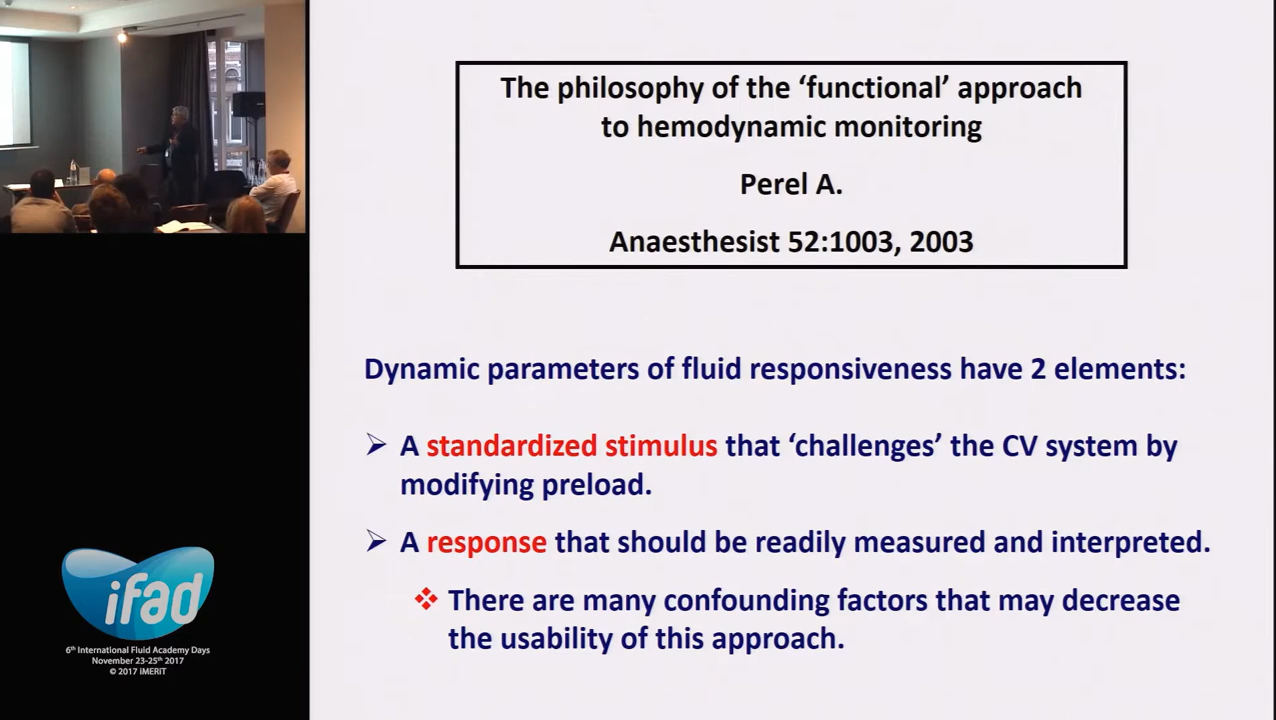 The philosophy of the ‘functional’ approach
to hemodynamic monitoring
Perel A.
Anaesthesist 52:1003, 2003
Dynamic parameters of fluid responsiveness have 2 elements:
A standardized stimulus that ‘challenges’ the CV system by
modifying preload.
A response that should be readily measured and interpreted.
There are many confounding factors that may decrease
the usability of this approach.
ifad
6th International Fluid Academy Days
November 23-25th 2017
© 2017 iMERiT